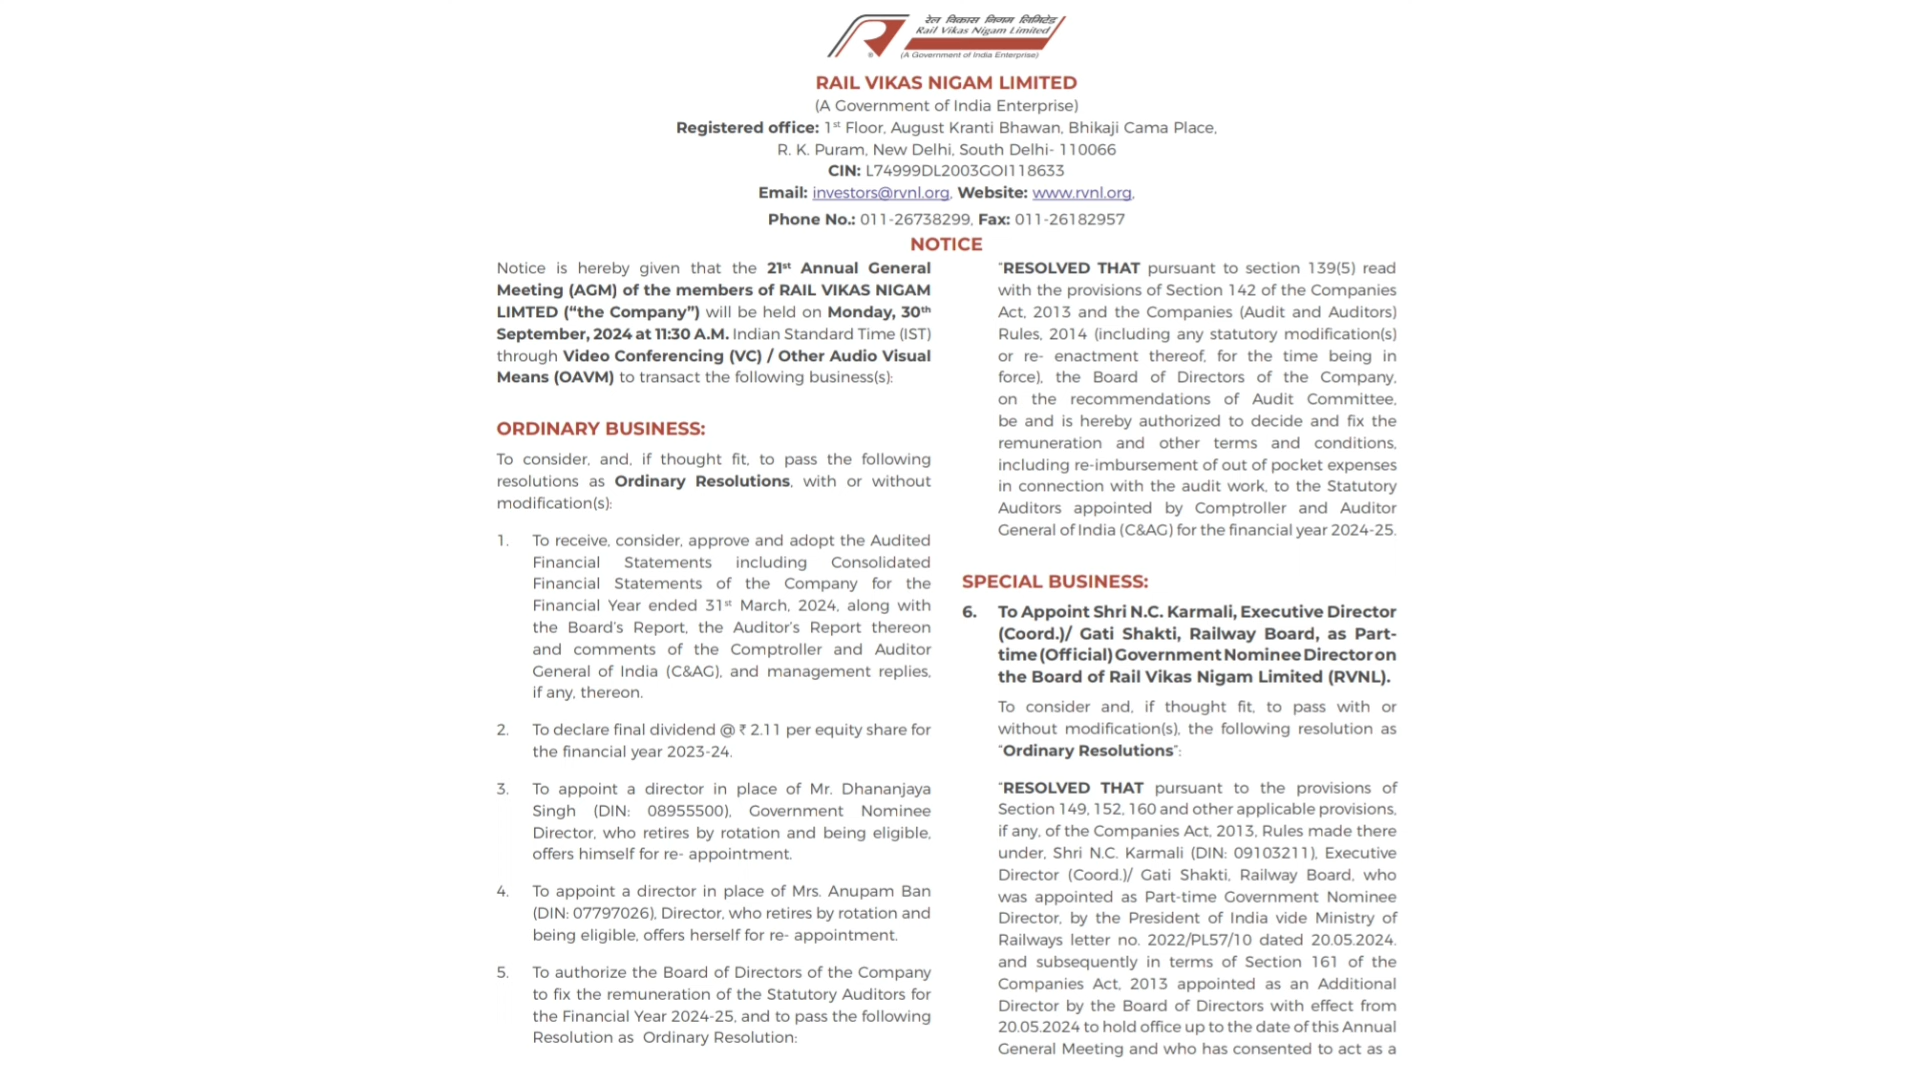 रेल विकास निगम लिमिटेड
Rail Vikas Nigam Limited
(A Government of India Enterprise)
RAIL VIKAS NIGAM LIMITED
(A Government of India Enterprise)
Registered office: 1st Floor, August Kranti Bhawan, Bhikaji Cama Place,
R. K. Puram, New Delhi, South Delhi- 110066
CIN: L74999DL2003GOI118633
Email: investors@rvnl.org, Website: www.rvnl.org,
Phone No.: 011-26738299, Fax: 011-26182957
NOTICE
Notice is hereby given that the 21st Annual General
Meeting (AGM) of the members of RAIL VIKAS NIGAM
LIMTED (“the Company”) will be held on Monday, 30th
September, 2024 at 11:30 A.M. Indian Standard Time (IST)
through Video Conferencing (VC) / Other Audio Visual
Means (OAVM) to transact the following business(s):
ORDINARY BUSINESS:
To consider, and, if thought fit, to pass the following
resolutions as Ordinary Resolutions, with or without
modification(s):
1. To receive, consider, approve and adopt the Audited
Financial Statements including Consolidated
Financial Statements of the Company for the
Financial Year ended 31st March, 2024, along with
the Board’s Report, the Auditor’s Report thereon
and comments of the Comptroller and Auditor
General of India (C&AG), and management replies,
if any, thereon.
2. To declare final dividend @ ₹ 2.11 per equity share for
the financial year 2023-24.
3. To appoint a director in place of Mr. Dhananjaya
Singh (DIN: 08955500), Government Nominee
Director, who retires by rotation and being eligible,
offers himself for re- appointment.
4. To appoint a director in place of Mrs. Anupam Ban
(DIN: 07797026), Director, who retires by rotation and
being eligible, offers herself for re- appointment.
5. To authorize the Board of Directors of the Company
to fix the remuneration of the Statutory Auditors for
the Financial Year 2024-25, and to pass the following
Resolution as Ordinary Resolution:
“RESOLVED THAT pursuant to section 139(5) read
with the provisions of Section 142 of the Companies
Act, 2013 and the Companies (Audit and Auditors)
Rules, 2014 (including any statutory modification(s)
or re- enactment thereof, for the time being in
force), the Board of Directors of the Company,
on the recommendations of Audit Committee,
be and is hereby authorized to decide and fix the
remuneration and other terms and conditions,
including re-imbursement of out of pocket expenses
in connection with the audit work, to the Statutory
Auditors appointed by Comptroller and Auditor
General of India (C&AG) for the financial year 2024-25.
SPECIAL BUSINESS:
6. To Appoint Shri N.C. Karmali, Executive Director
(Coord.)/ Gati Shakti, Railway Board, as Part-
time (Official) Government Nominee Director on
the Board of Rail Vikas Nigam Limited (RVNL).
To consider and, if thought fit, to pass with or
without modification(s), the following resolution as
“Ordinary Resolutions”:
“RESOLVED THAT pursuant to the provisions of
Section 149, 152, 160 and other applicable provisions,
if any, of the Companies Act, 2013, Rules made there
under, Shri N.C. Karmali (DIN: 09103211), Executive
Director (Coord.)/ Gati Shakti, Railway Board, who
was appointed as Part-time Government Nominee
Director, by the President of India vide Ministry of
Railways letter no. 2022/PL57/10 dated 20.05.2024,
and subsequently in terms of Section 161 of the
Companies Act, 2013 appointed as an Additional
Director by the Board of Directors with effect from
20.05.2024 to hold office up to the date of this Annual
General Meeting and who has consented to act as a